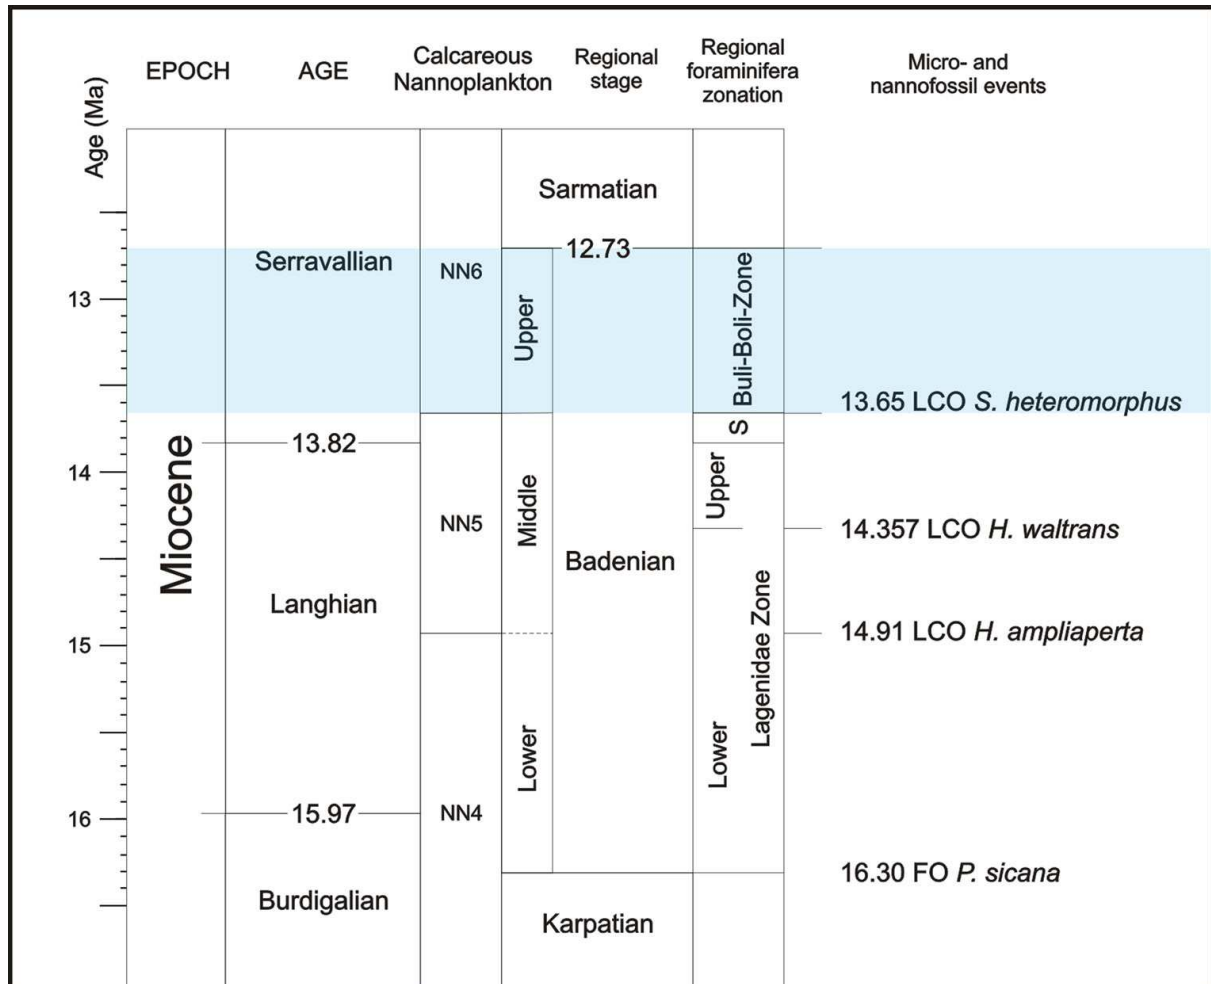 EPOCH
AGE
Calcareous
Nannoplankton
Regional
stage
Regional
foraminifera
zonation
Micro- and
nannofossil events
Age (Ma)
Sarmatian
12.73
Serravallian
NN6
Upper
Buli-Boli-Zone
13
13.65 LCO S. heteromorphus
S
13.82
Miocene
14
Upper
NN5
Middle
14.357 LCO H. waltrans
Badenian
Langhian
Lagenidae Zone
14.91 LCO H. ampliaperta
15
Lower
Lower
15.97
NN4
16
16.30 FO P. sicana
Burdigalian
Karpatian